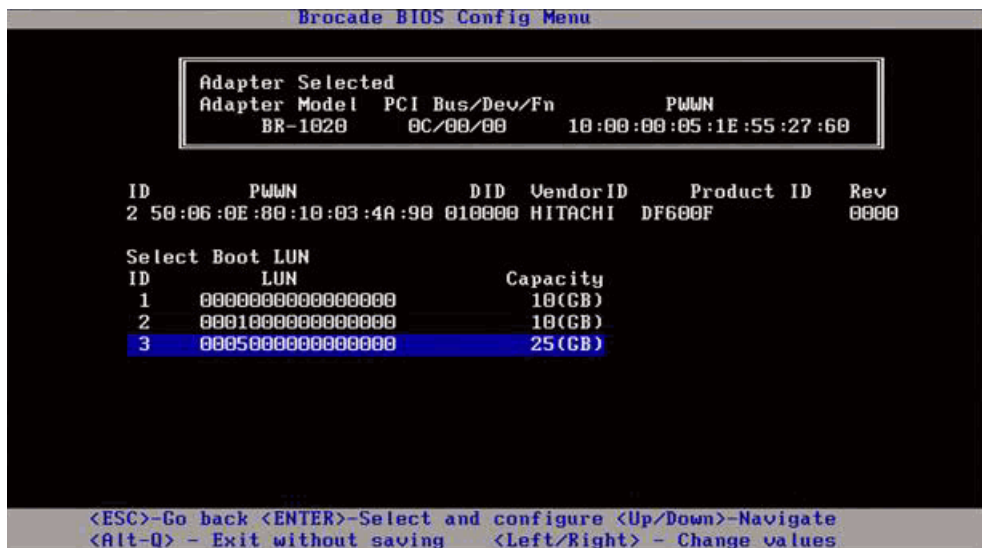 Brocade BIOS Config Menu
Adapter Selected
Adapter Model PCI Bus/Dev/Fn PWWN
BR-1020 0C/00/00 10:00:00:05:1E:55:27:60
ID PWWN DID VendorID Product ID Rev
2 50:06:0E:80:10:03:4A:90 010000 HITACHI DF600F 0000
Select Boot LUN
ID LUN Capacity
1 0000000000000000 10(GB)
2 0001000000000000 10(GB)
3 0005000000000000 25(GB)
<ESC>-Go back <ENTER>-Select and configure <Up/Down>-Navigate
<Alt-Q> - Exit without saving <Left/Right> - Change values